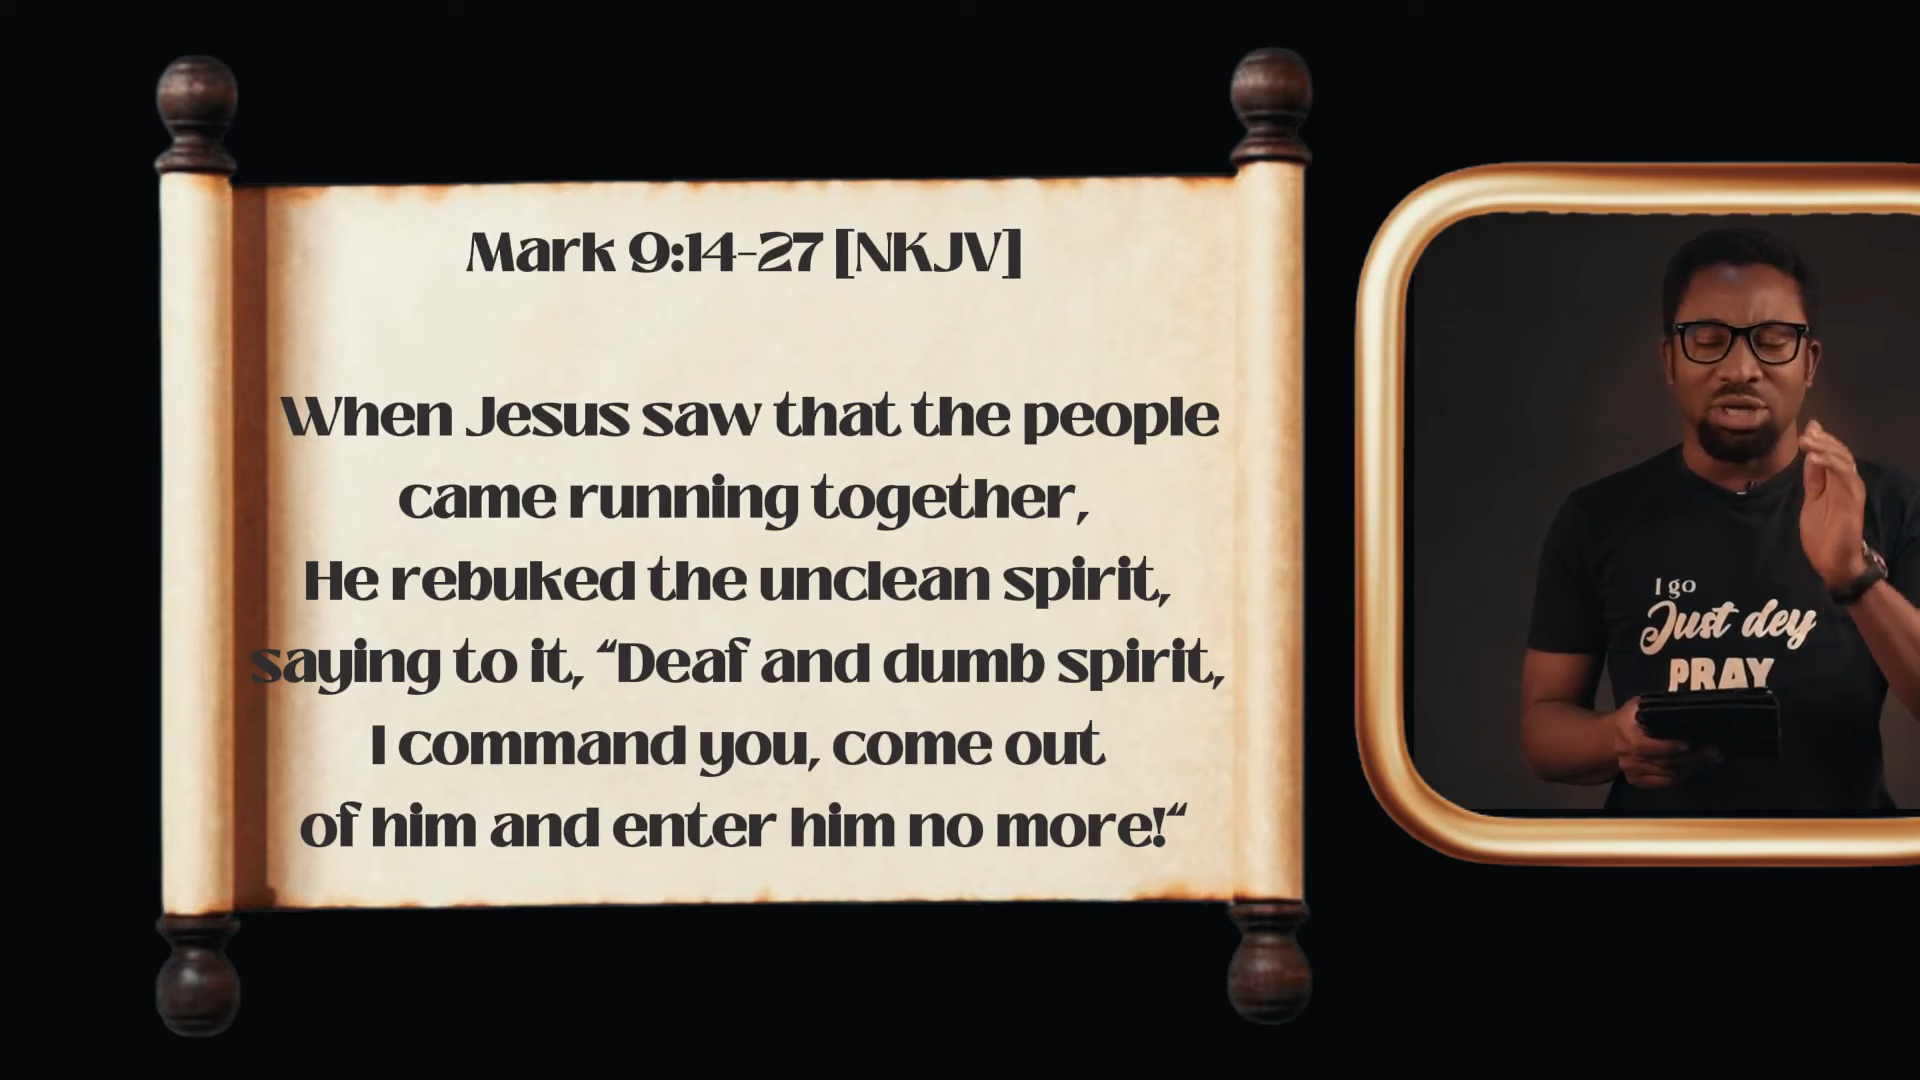 Mark 9:14-27 [NKJV]
When Jesus saw that the people
came running together,
He rebuked the unclean spirit,
saying to it, “Deaf and dumb spirit,
I command you, come out
of him and enter him no more!“
I go
Just dey
PRAY